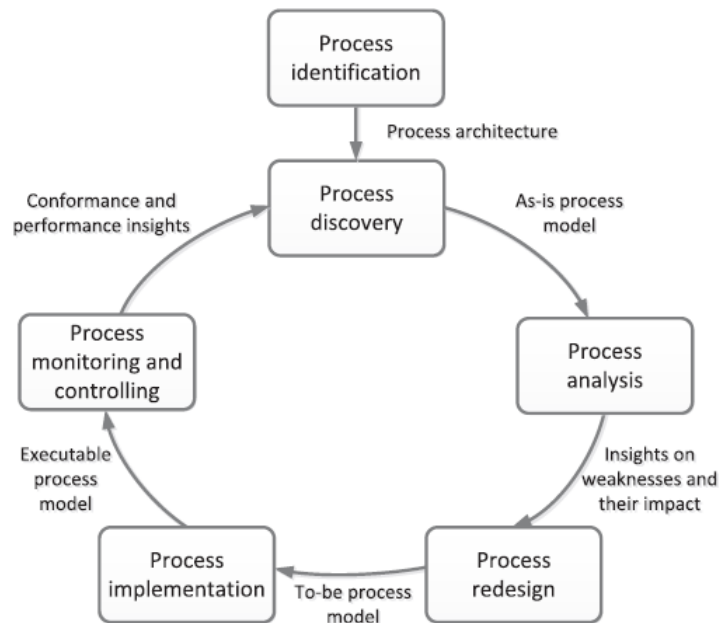 Process
identification
Process architecture
Process
discovery
Conformance and
performance insights
As-is process
model
Process
monitoring and
controlling
Process
analysis
Executable
process
model
Insights on
weaknesses and
their impact
Process
implementation
Process
redesign
To-be process
model